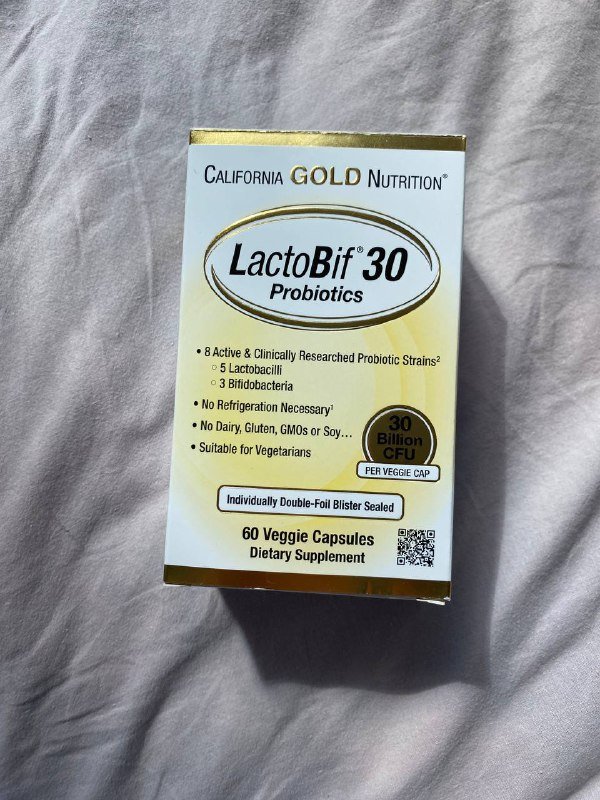 CALIFORNIA GOLD NUTRITION®
LactoBif® 30
Probiotics
• 8 Active & Clinically Researched Probiotic Strains²
○ 5 Lactobacilli
○ 3 Bifidobacteria
• No Refrigeration Necessary¹
• No Dairy, Gluten, GMOs or Soy...
• Suitable for Vegetarians
30
Billion
CFU
PER VEGGIE CAP
Individually Double-Foil Blister Sealed
60 Veggie Capsules
Dietary Supplement